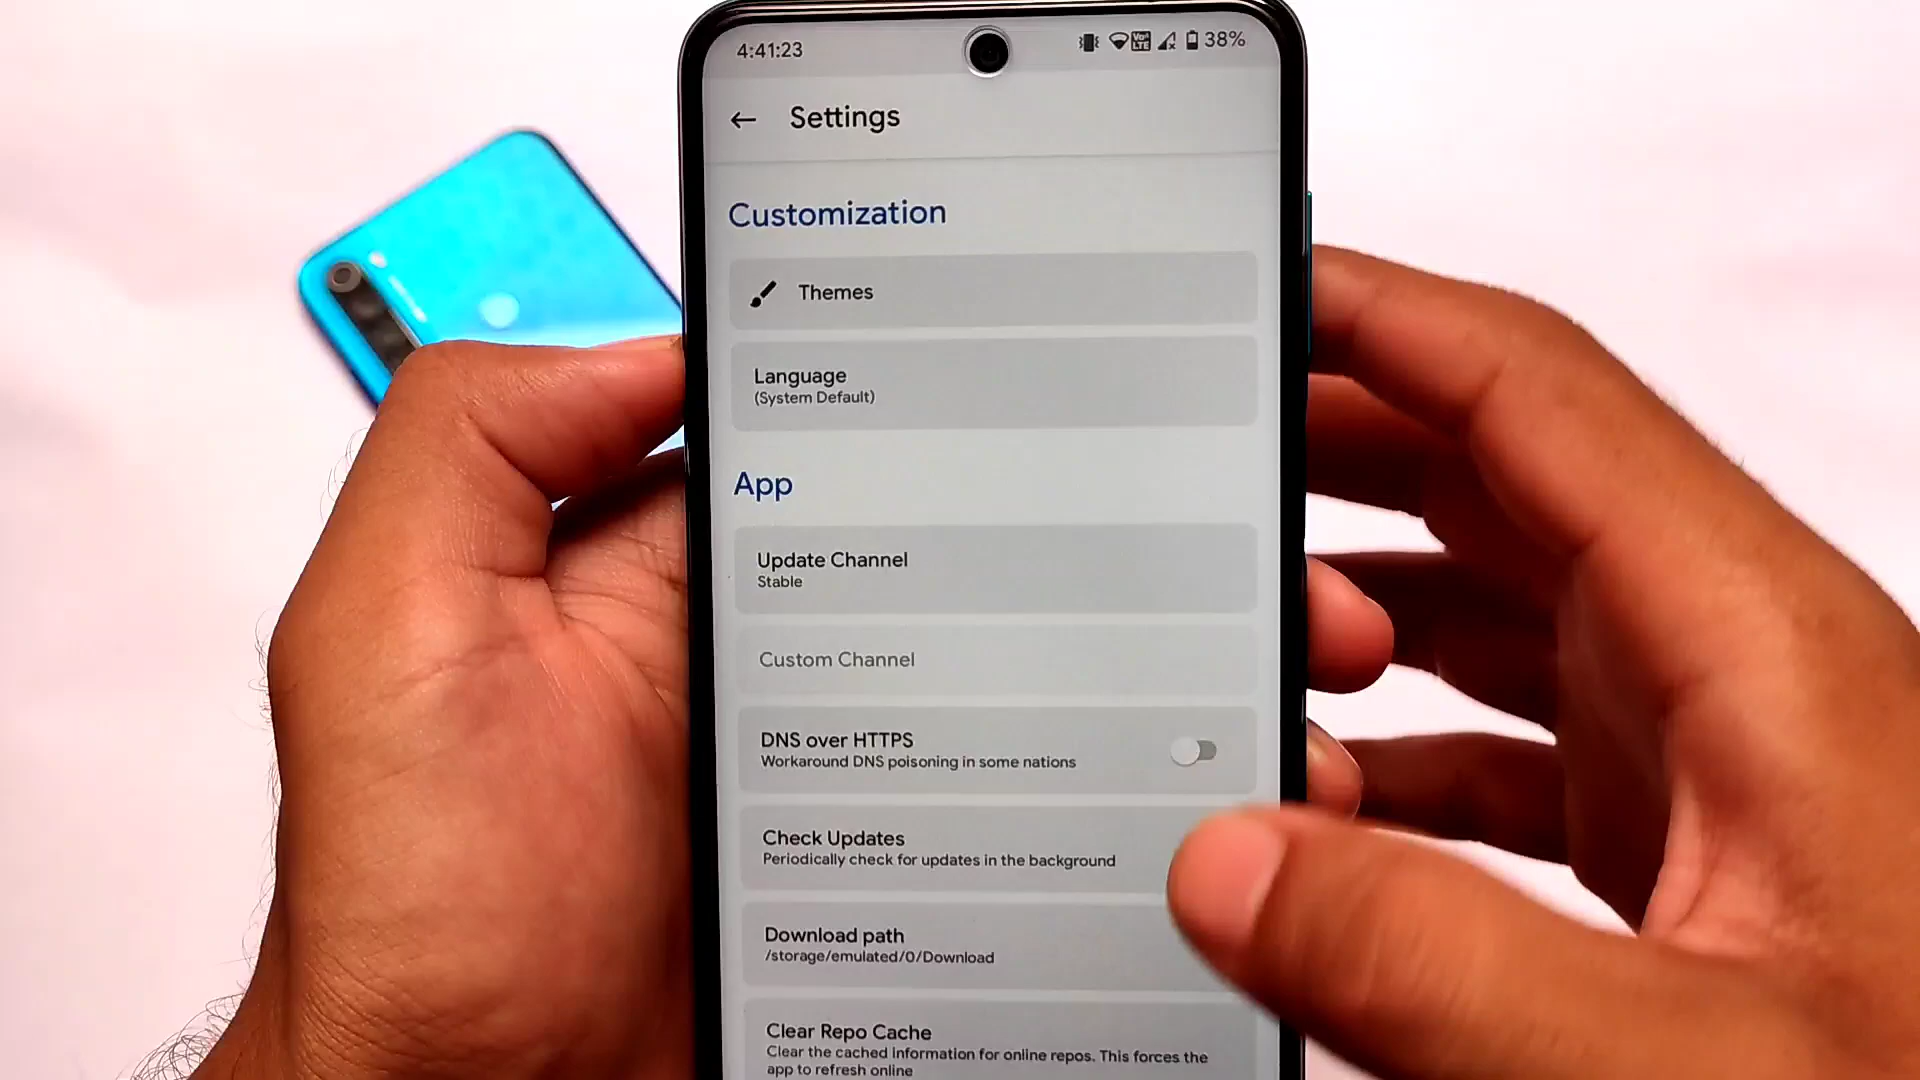 4:41:23
Vo LTE 38%
Settings
Customization
Themes
Language
(System Default)
App
Update Channel
Stable
Custom Channel
DNS over HTTPS
Workaround DNS poisoning in some nations
Check Updates
Periodically check for updates in the background
Download path
/storage/emulated/0/Download
Clear Repo Cache
Clear the cached information for online repos. This forces the
app to refresh online